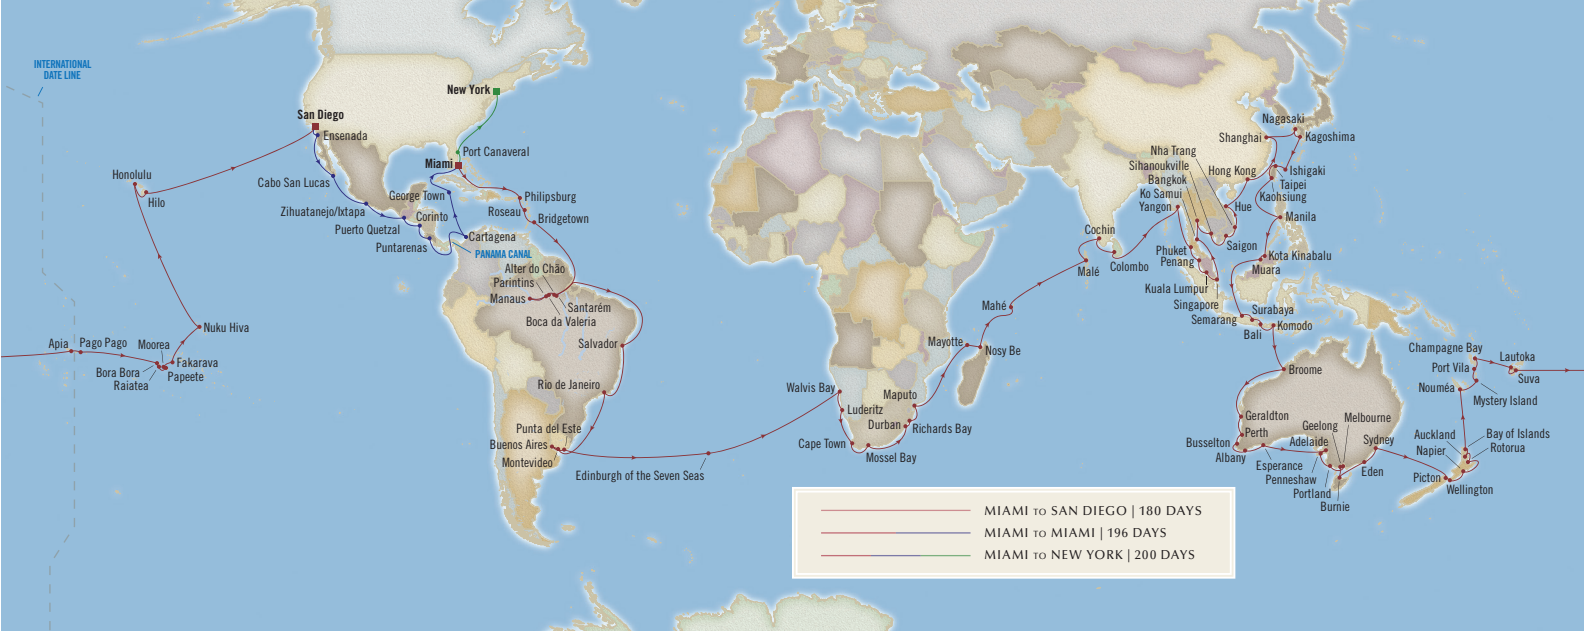 INTERNATIONAL
DATE LINE
New York
San Diego
Ensenada
Port Canaveral
Miami
Honolulu
Hilo
Cabo San Lucas
George Town
Philipsburg
Zihuatanejo/Ixtapa
Corinto
Roseau
Bridgetown
Puerto Quetzal
Puntarenas
Cartagena
PANAMA CANAL
Alter do Chão
Parintins
Manaus
Santarém
Boca da Valeria
Nuku Hiva
Apia
Pago Pago
Moorea
Fakarava
Bora Bora
Raiatea
Papeete
Salvador
Rio de Janeiro
Punta del Este
Buenos Aires
Montevideo
Edinburgh of the Seven Seas
Walvis Bay
Luderitz
Cape Town
Mossel Bay
Maputo
Durban
Richards Bay
Mayotte
Nosy Be
Mahé
Malé
Cochin
Colombo
Nagasaki
Shanghai
Kagoshima
Nha Trang
Sihanoukville
Bangkok
Ko Samui
Yangon
Hong Kong
Ishigaki
Taipei
Kaohsiung
Hue
Manila
Saigon
Phuket
Penang
Kota Kinabalu
Muara
Kuala Lumpur
Singapore
Semarang
Surabaya
Komodo
Bali
Broome
Geraldton
Perth
Busselton
Albany
Esperance
Penneshaw
Portland
Burnie
Adelaide
Geelong
Melbourne
Sydney
Eden
Champagne Bay
Lautoka
Port Vila
Suva
Nouméa
Mystery Island
Auckland
Bay of Islands
Napier
Rotorua
Picton
Wellington
MIAMI TO SAN DIEGO | 180 DAYS
MIAMI TO MIAMI | 196 DAYS
MIAMI TO NEW YORK | 200 DAYS